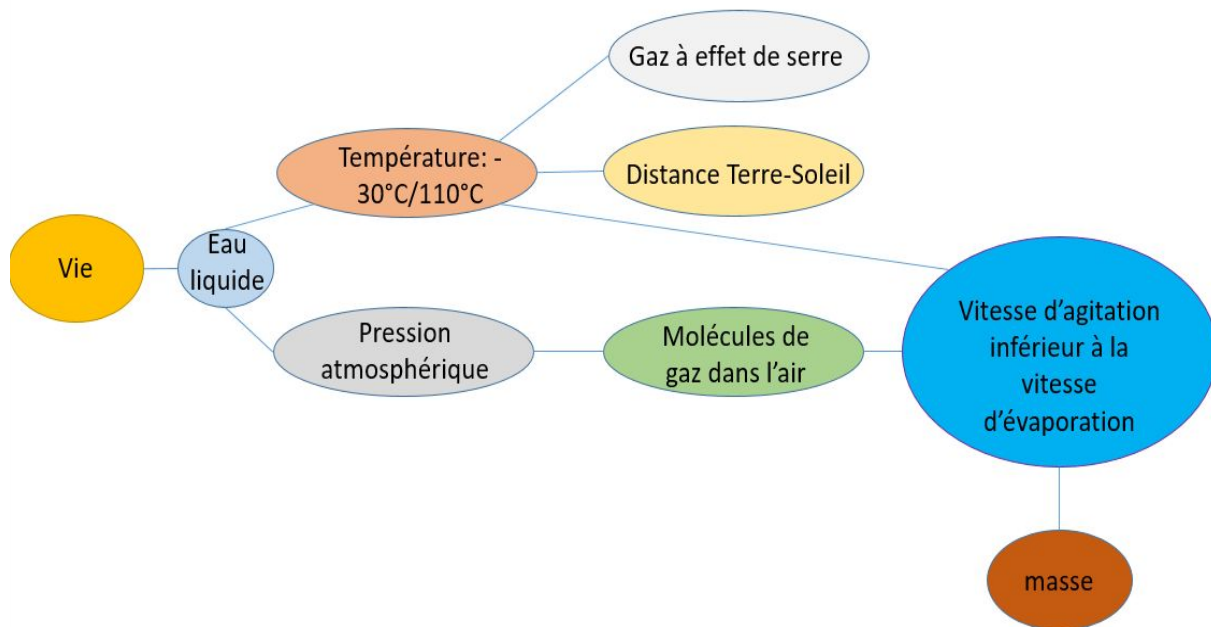 Gaz à effet de serre
Température: -
30°C/110°C
Distance Terre-Soleil
Vie
Eau
liquide
Pression
atmosphérique
Molécules de
gaz dans l’air
Vitesse d’agitation
inférieur à la
vitesse
d’évaporation
masse